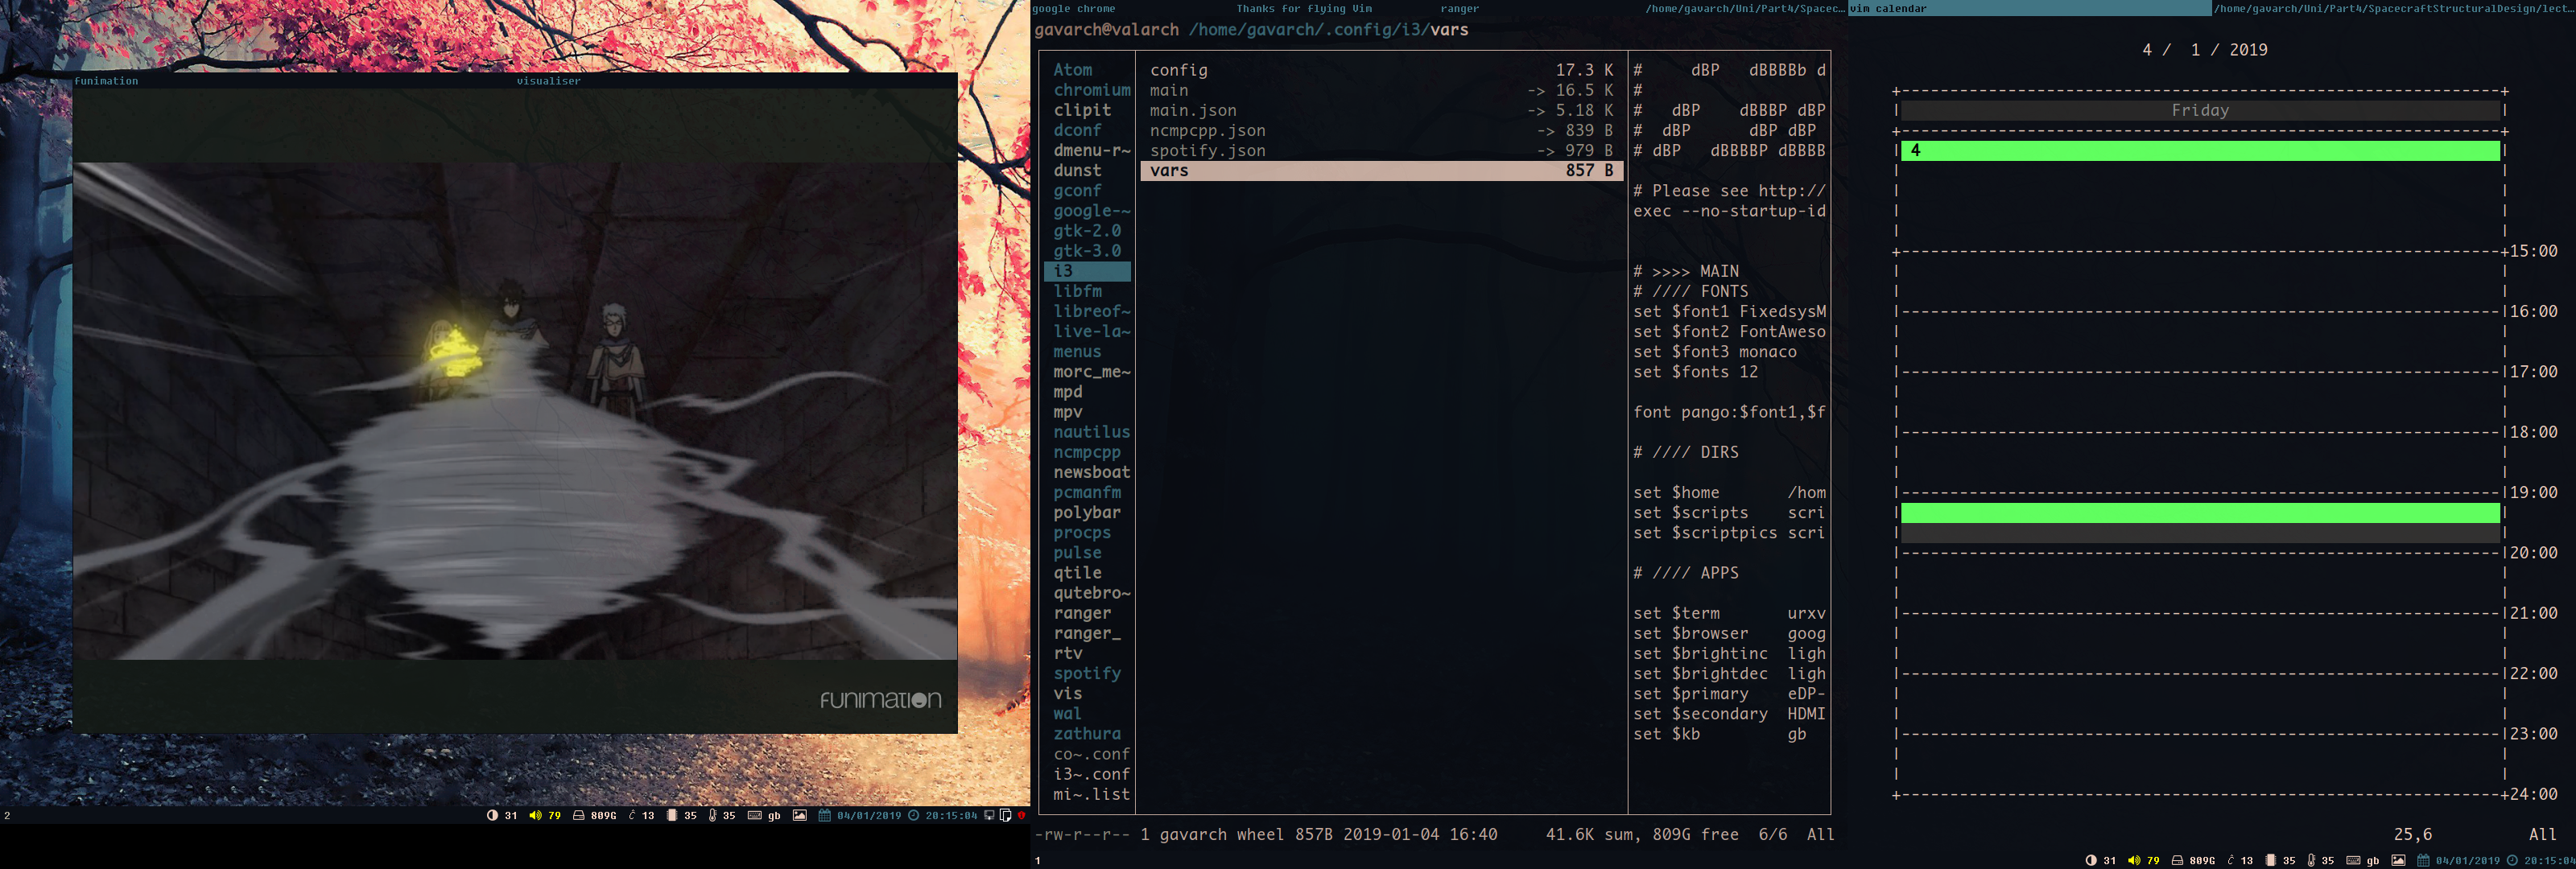 funimation visualiser
FUNIMATION
2 31 79 809G 13 35 35 gb 04/01/2019 20:15:04
google chrome Thanks for flying Vim ranger /home/gavarch/Uni/Part4/Spacec…
gavarch@valarch /home/gavarch/.config/i3/vars
Atom
chromium
clipit
dconf
dmenu-r~
dunst
gconf
google-~
gtk-2.0
gtk-3.0
i3
libfm
libreof~
live-la~
menus
morc_me~
mpd
mpv
nautilus
ncmpcpp
newsboat
pcmanfm
polybar
procps
pulse
qtile
qutebro~
ranger
ranger_
rtv
spotify
vis
wal
zathura
co~.conf
i3~.conf
mi~.list
config 17.3 K
main -> 16.5 K
main.json -> 5.18 K
ncmpcpp.json -> 839 B
spotify.json -> 979 B
vars 857 B
# dBP dBBBBb d
#
# dBP dBBBP dBP
# dBP dBP dBP
# dBP dBBBBP dBBBB
# Please see http://
exec --no-startup-id
# >>>> MAIN
# //// FONTS
set $font1 FixedsysM
set $font2 FontAweso
set $font3 monaco
set $fonts 12
font pango:$font1,$f
# //// DIRS
set $home /hom
set $scripts scri
set $scriptpics scri
# //// APPS
set $term urxv
set $browser goog
set $brightinc ligh
set $brightdec ligh
set $primary eDP-
set $secondary HDMI
set $kb gb
-rw-r--r-- 1 gavarch wheel 857B 2019-01-04 16:40 41.6K sum, 809G free 6/6 All
1
vim calendar /home/gavarch/Uni/Part4/SpacecraftStructuralDesign/lect…
4 / 1 / 2019
Friday
4
15:00
16:00
17:00
18:00
19:00
20:00
21:00
22:00
23:00
24:00
25,6 All
31 79 809G 13 35 35 gb 04/01/2019 20:15:04